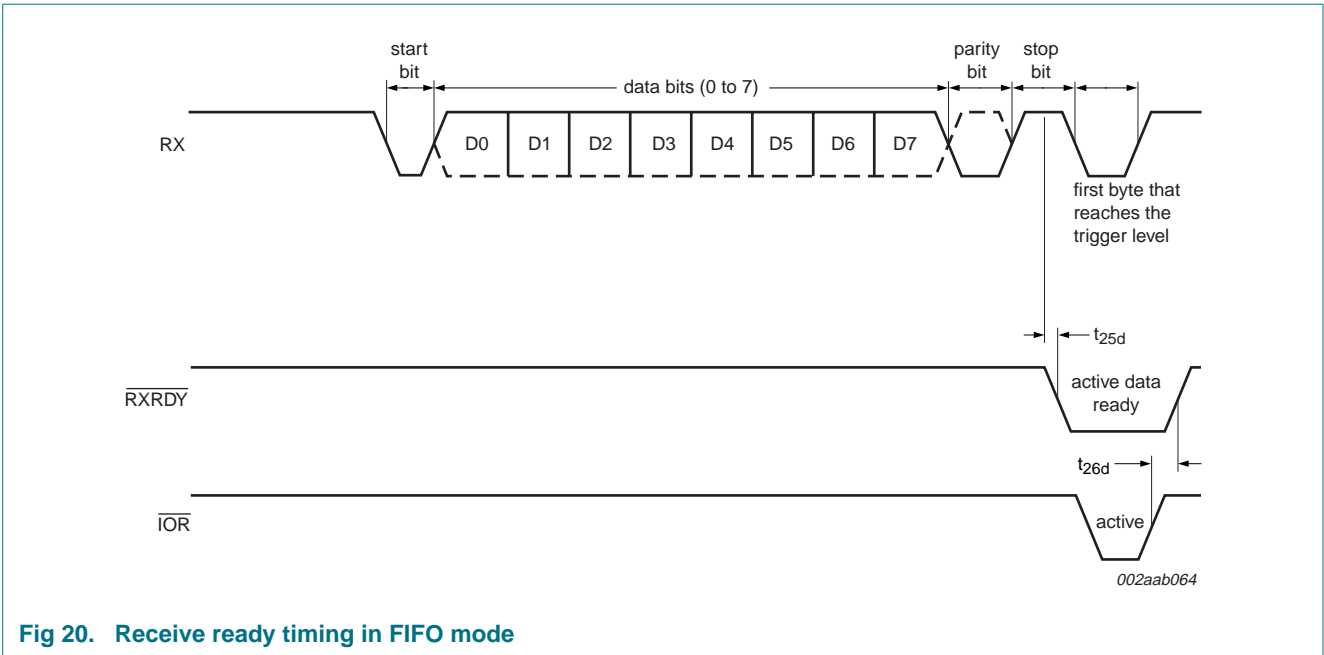 start
bit
data bits (0 to 7)
parity
bit
stop
bit
RX
D0 D1 D2 D3 D4 D5 D6 D7
first byte that
reaches the
trigger level
t25d
RXRDY
active data
ready
t26d
IOR
active
002aab064
Fig 20. Receive ready timing in FIFO mode